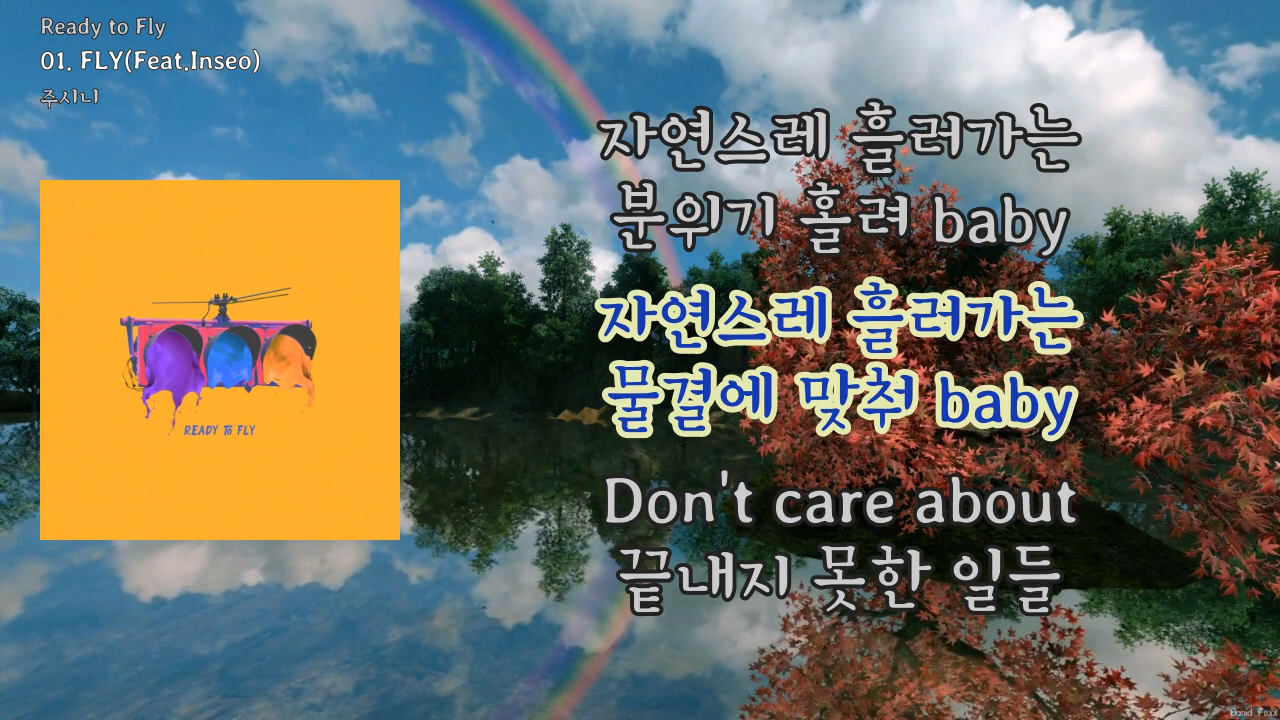 Ready to Fly
01. FLY(Feat.Inseo)
주시니
READY To FLY
자연스레 흘러가는
분위기 홀려 baby
자연스레 흘러가는
물결에 맞춰 baby
Don't care about
끝내지 못한 일들
David Foxx